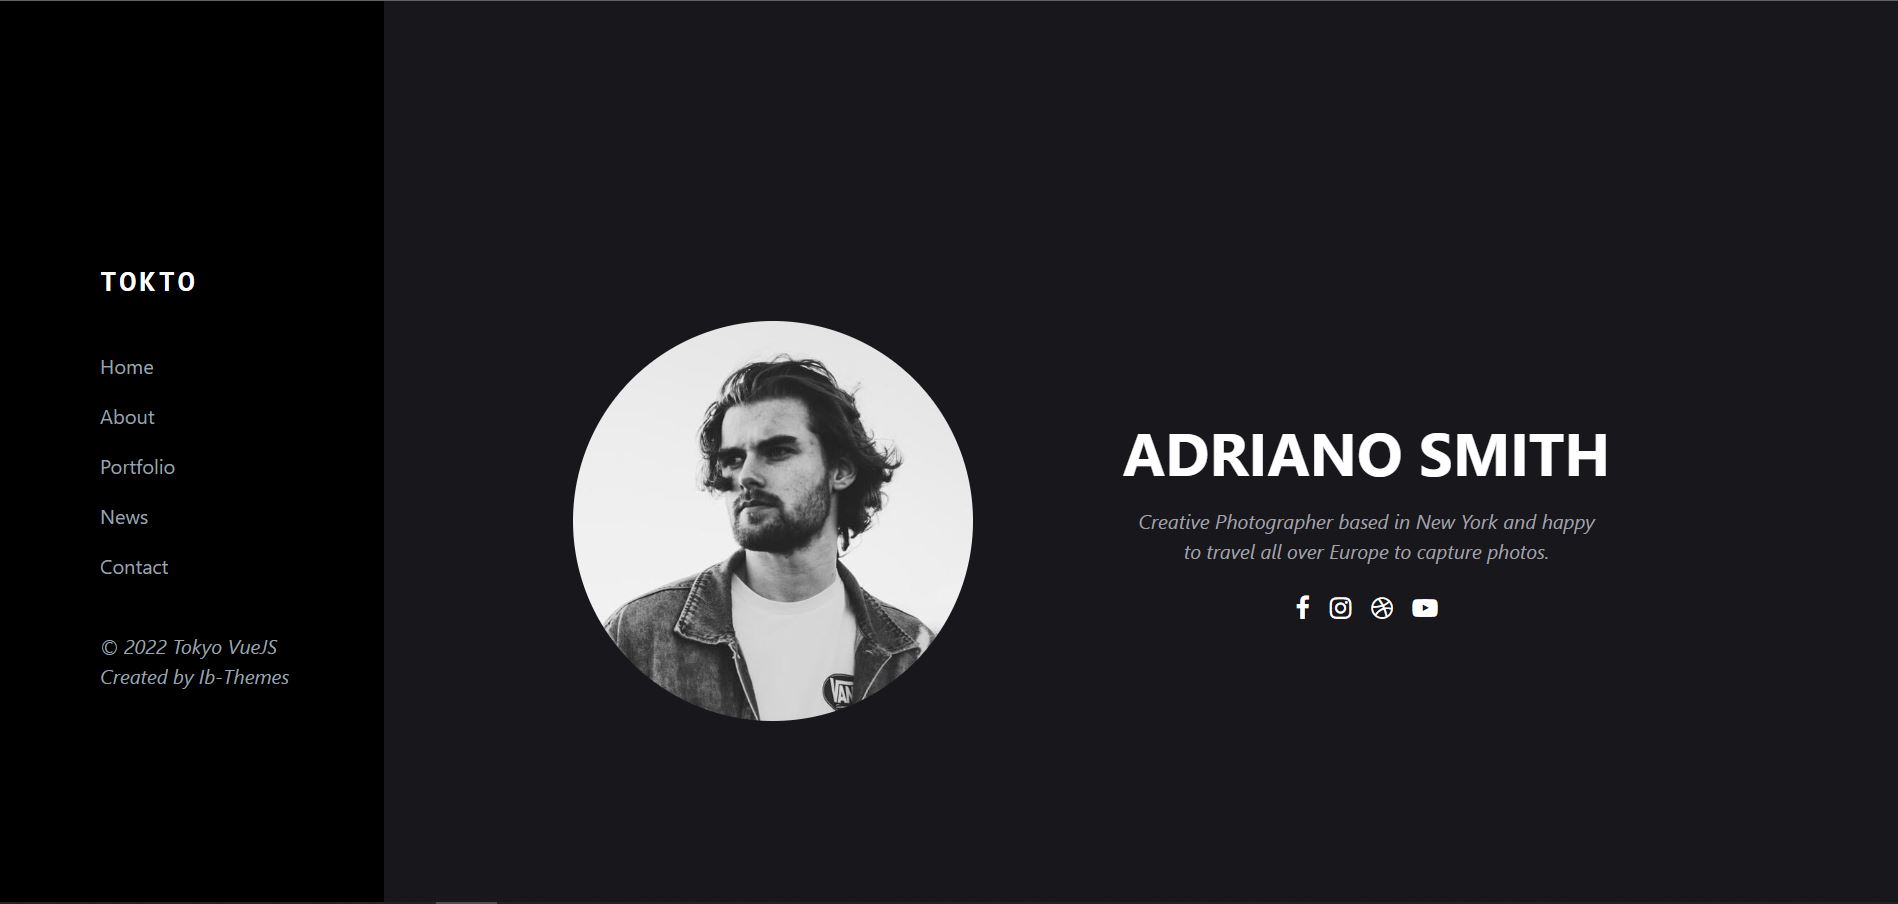 TOKTO
Home
About
Portfolio
News
Contact
© 2022 Tokyo VueJS
Created by Ib-Themes
VAN
ADRIANO SMITH
Creative Photographer based in New York and happy
to travel all over Europe to capture photos.